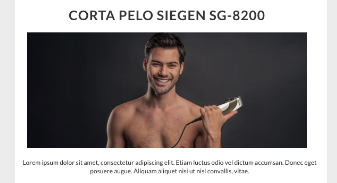 CORTA PELO SIEGEN SG-8200
Lorem ipsum dolor sit amet, consectetur adipiscing elit. Etiam luctus odio vel dictum accumsan. Donec eget
posuere augue. Aliquam aliquet nisi ut nisl convallis, vitae.